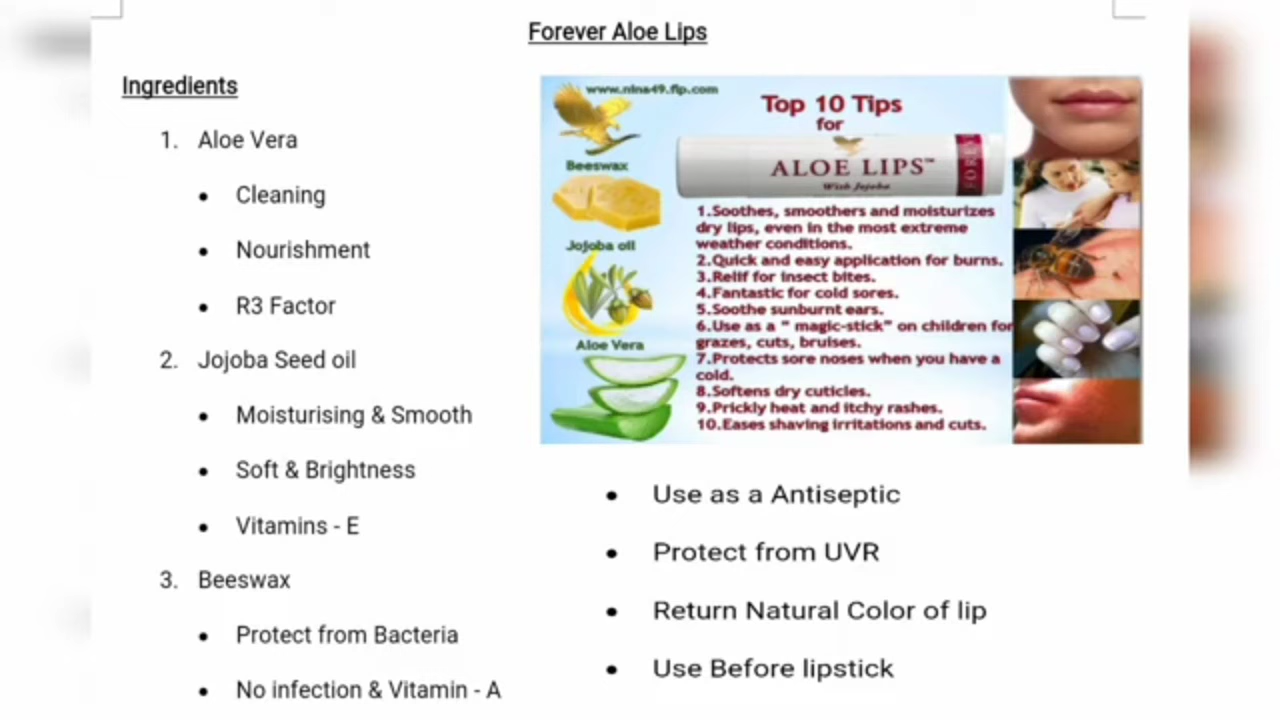 Forever Aloe Lips
Ingredients
1. Aloe Vera
• Cleaning
• Nourishment
• R3 Factor
2. Jojoba Seed oil
• Moisturising & Smooth
• Soft & Brightness
• Vitamins - E
3. Beeswax
• Protect from Bacteria
• No infection & Vitamin - A
www.nina49.flp.com
Beeswax
Jojoba oil
Aloe Vera
Top 10 Tips
for
ALOE LIPS™
With Jojoba
FOREV
1.Soothes, smoothers and moisturizes
dry lips, even in the most extreme
weather conditions.
2.Quick and easy application for burns.
3.Relif for insect bites.
4.Fantastic for cold sores.
5.Soothe sunburnt ears.
6.Use as a " magic-stick" on children for
grazes, cuts, bruises.
7.Protects sore noses when you have a
cold.
8.Softens dry cuticles.
9.Prickly heat and itchy rashes.
10.Eases shaving irritations and cuts.
• Use as a Antiseptic
• Protect from UVR
• Return Natural Color of lip
• Use Before lipstick